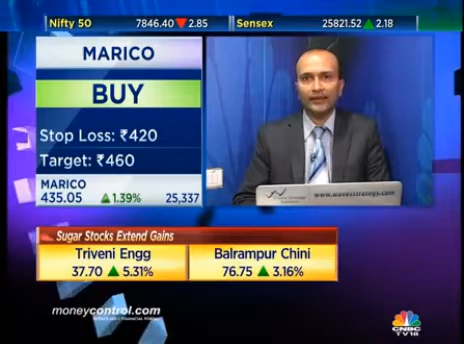 Nifty 50 7846.40 ▼ 2.85 Sensex 25821.52 ▲ 2.18
MARICO
BUY
Stop Loss: ₹420
Target: ₹460
MARICO
435.05 ▲ 1.39% 25,337
www.wavesstrategy.com
Sugar Stocks Extend Gains
Triveni Engg
37.70 ▲ 5.31%
Balrampur Chini
76.75 ▲ 3.16%
moneycontrol.com
CNBC
TV18